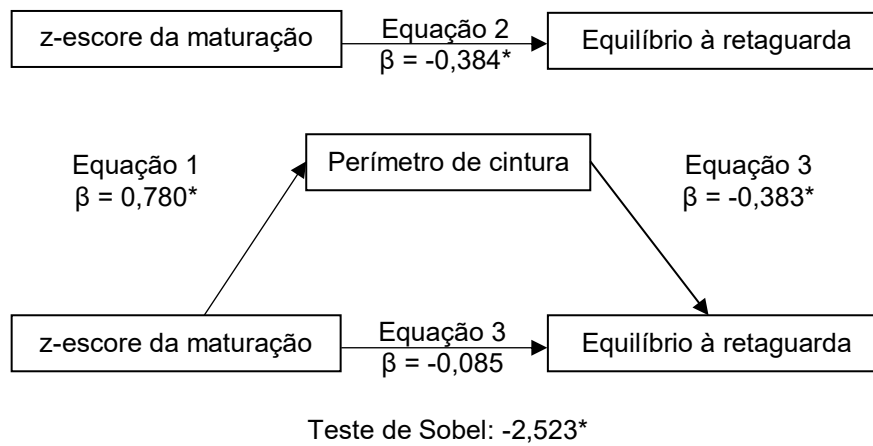 z-escore da maturação
Equação 2
β = -0,384*
Equilíbrio à retaguarda
Equação 1
β = 0,780*
Perímetro de cintura
Equação 3
β = -0,383*
z-escore da maturação
Equação 3
β = -0,085
Equilíbrio à retaguarda
Teste de Sobel: -2,523*